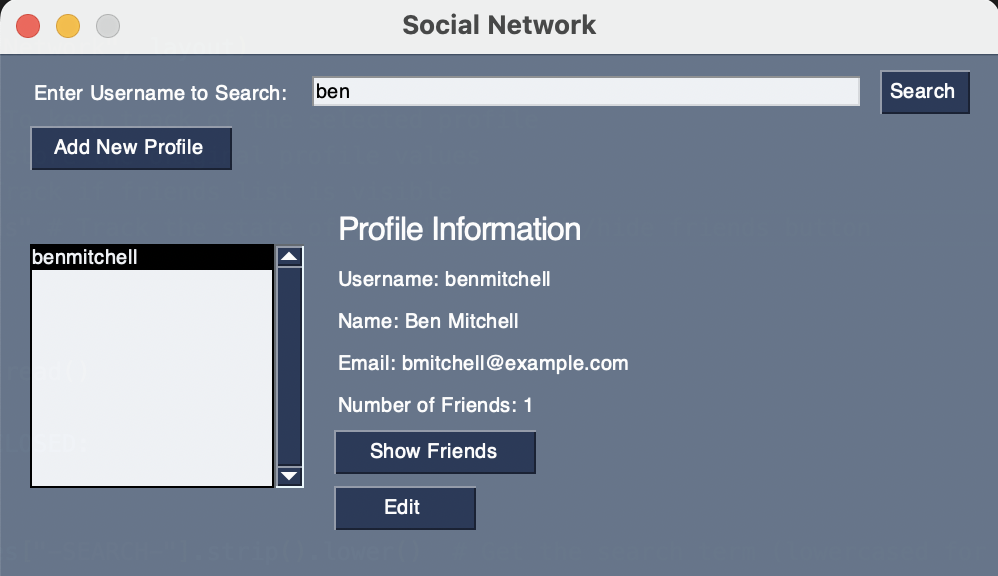 Social Network
Enter Username to Search: ben Search
Add New Profile
Profile Information
benmitchell
Username: benmitchell
Name: Ben Mitchell
Email: bmitchell@example.com
Number of Friends: 1
Show Friends
Edit